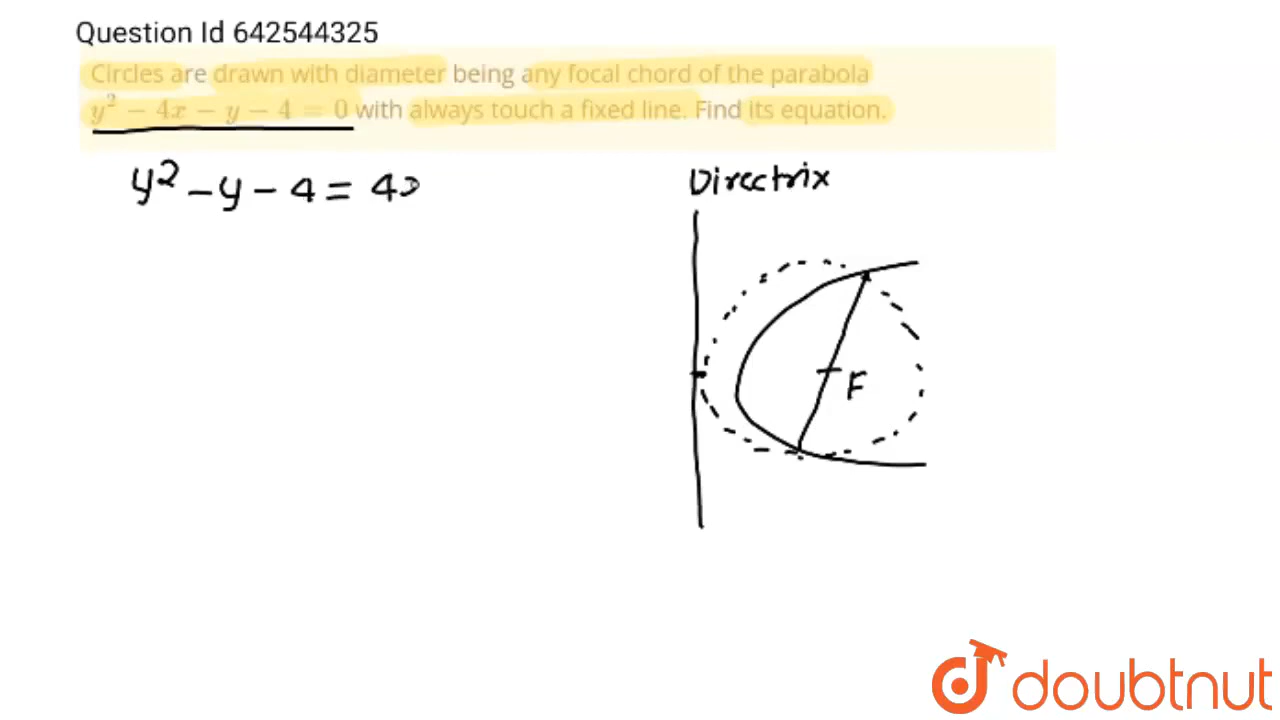 Question Id 642544325
Circles are drawn with diameter being any focal chord of the parabola
y² − 4x − y − 4 = 0 with always touch a fixed line. Find its equation.
y² − y − 4 = 4x
Directrix
F
doubtnut